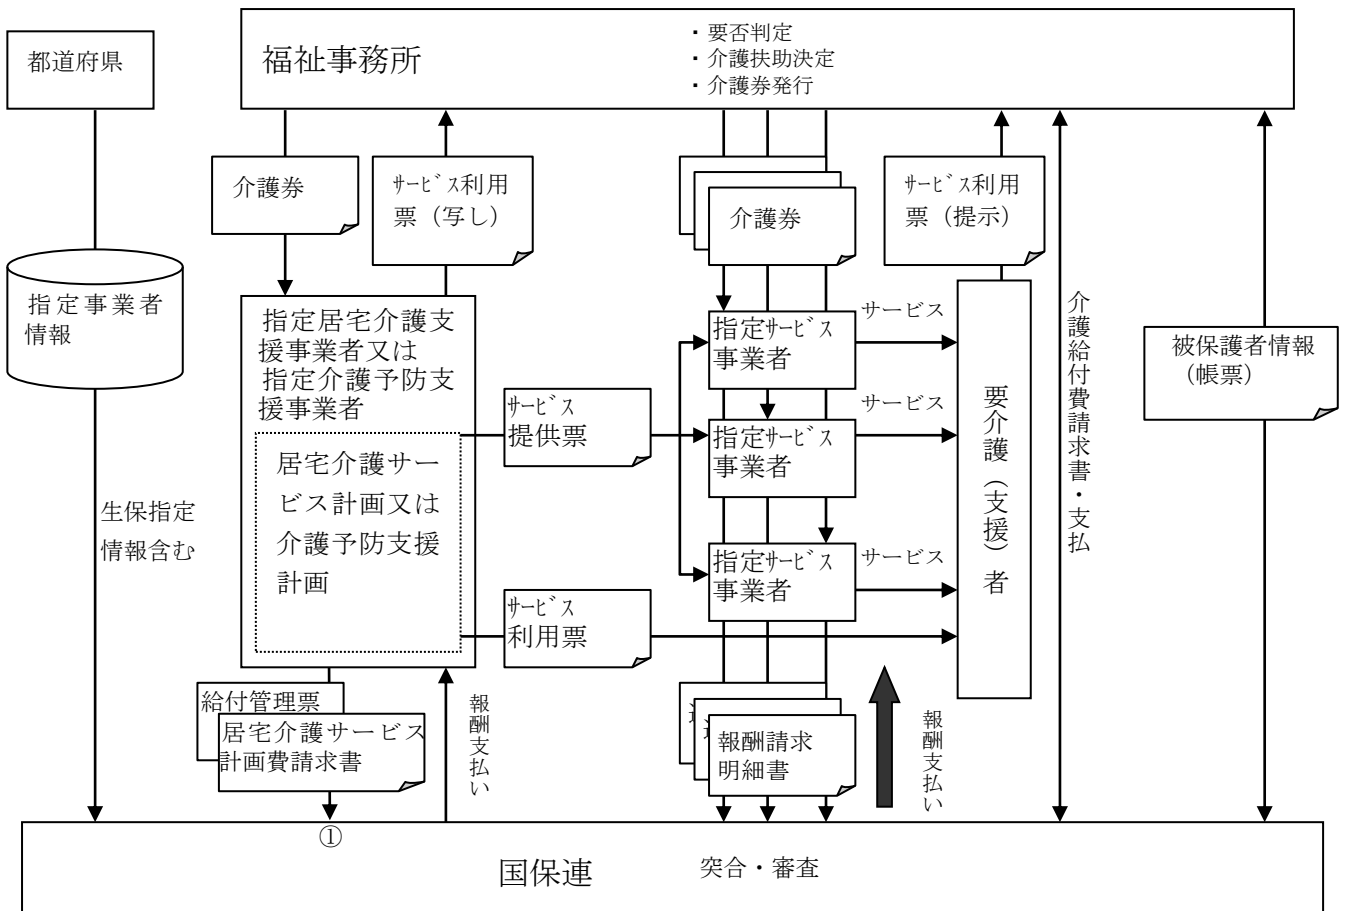 都道府県
福祉事務所
・要否判定
・介護扶助決定
・介護券発行
介護券
ｻｰﾋﾞｽ利用
票（写し）
介護券
ｻｰﾋﾞｽ利用
票（提示）
指定事業者
情報
指定居宅介護支
援事業者又は
指定介護予防支
援事業者
居宅介護サー
ビス計画又は
介護予防支援
計画
ｻｰﾋﾞｽ
提供票
ｻｰﾋﾞｽ
利用票
指定ｻｰﾋﾞｽ
事業者
指定ｻｰﾋﾞｽ
事業者
指定ｻｰﾋﾞｽ
事業者
サービス
サービス
サービス
要介護（支援）者
介護給付費請求書・支払
被保護者情報
（帳票）
生保指定
情報含む
給付管理票
居宅介護サービス
計画費請求書
報酬支払い
報酬請求
明細書
報酬支払い
①
国保連
突合・審査